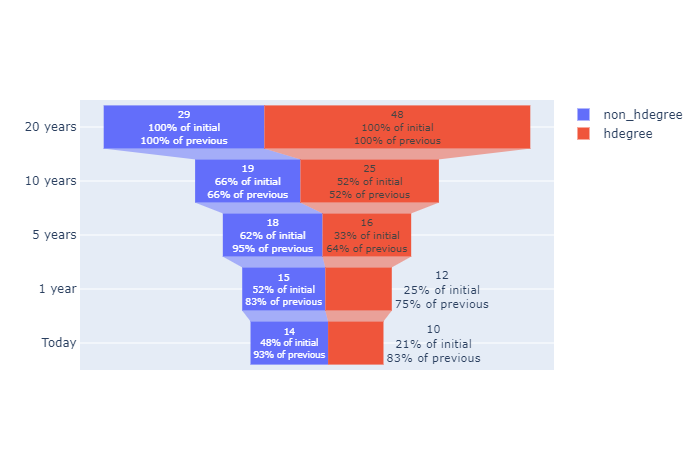 20 years
29
100% of initial
100% of previous
48
100% of initial
100% of previous
non_hdegree
hdegree
10 years
19
66% of initial
66% of previous
25
52% of initial
52% of previous
5 years
18
62% of initial
95% of previous
16
33% of initial
64% of previous
1 year
15
52% of initial
83% of previous
12
25% of initial
75% of previous
Today
14
48% of initial
93% of previous
10
21% of initial
83% of previous